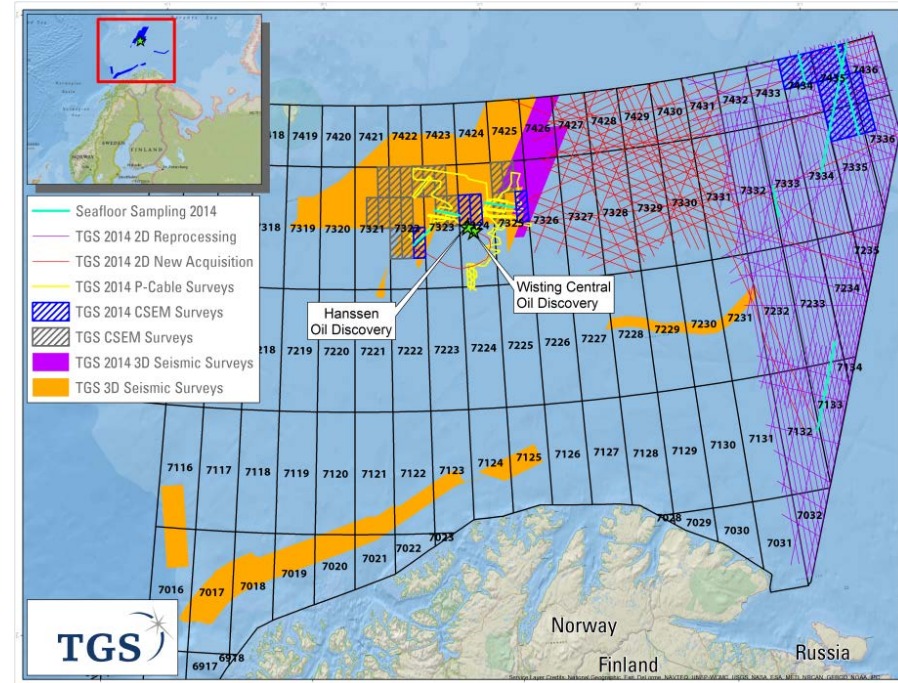 NORWAY
SWEDEN
FINLAND
Seafloor Sampling 2014
TGS 2014 2D Reprocessing
TGS 2014 2D New Acquisition
TGS 2014 P-Cable Surveys
TGS 2014 CSEM Surveys
TGS CSEM Surveys
TGS 2014 3D Seismic Surveys
TGS 3D Seismic Surveys
418 7419 7420 7421 7422 7423 7424 7425 7426 7427 7428 7429 7430 7431 7432 7433 7434 7435 7436
318 7319 7320 7321 7322 7323 7324 7325 7326 7327 7328 7329 7330 7331 7332 7333 7334 7335 7336
Hanssen
Oil Discovery
Wisting Central
Oil Discovery
218 7219 7220 7221 7222 7223 7224 7225 7226 7227 7228 7229 7230 7231 7232 7233 7234 7235
7116 7117 7118 7119 7120 7121 7122 7123 7124 7125 7126 7127 7128 7129 7130 7131 7132 7133 7134
7016 7017 7018 7019 7020 7021 7022 7023 7028 7029 7030 7031 7032
6917 6918
TGS
Norway
Finland
Russia